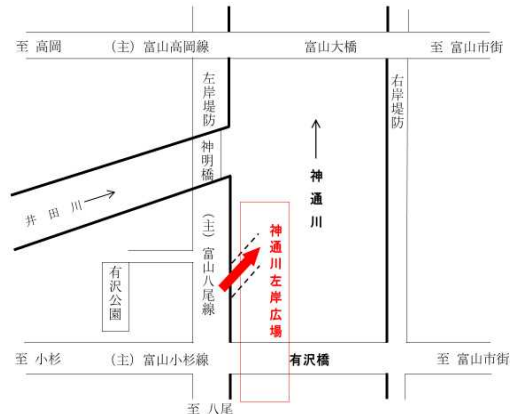 至 高岡
(主) 富山高岡線
富山大橋
至 富山市街
左岸堤防
右岸堤防
神明橋
神通川
井田川
(主) 富山八尾線
神通川左岸広場
有沢公園
至 小杉
(主) 富山小杉線
有沢橋
至 富山市街
至 八尾